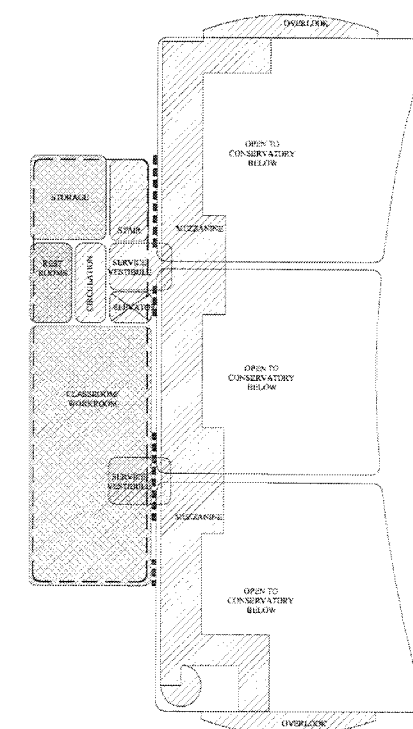 OVERLOOK
OPEN TO
CONSERVATORY
BELOW
STORAGE
STAIR
MEZZANINE
REST
ROOMS
CIRCULATION
SERVICE
VESTIBULE
ELEVATOR
OPEN TO
CONSERVATORY
BELOW
CLASSROOM/
WORKROOM
SERVICE
VESTIBULE
MEZZANINE
OPEN TO
CONSERVATORY
BELOW
OVERLOOK